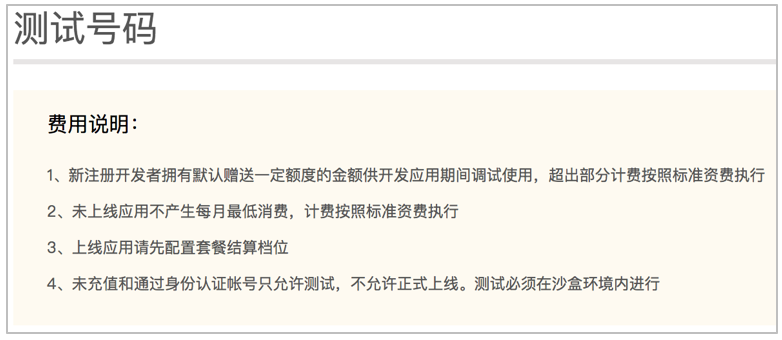 测试号码
费用说明：
1、新注册开发者拥有默认赠送一定额度的金额供开发应用期间调试使用，超出部分计费按照标准资费执行
2、未上线应用不产生每月最低消费，计费按照标准资费执行
3、上线应用请先配置套餐结算档位
4、未充值和通过身份认证帐号只允许测试，不允许正式上线。测试必须在沙盒环境内进行